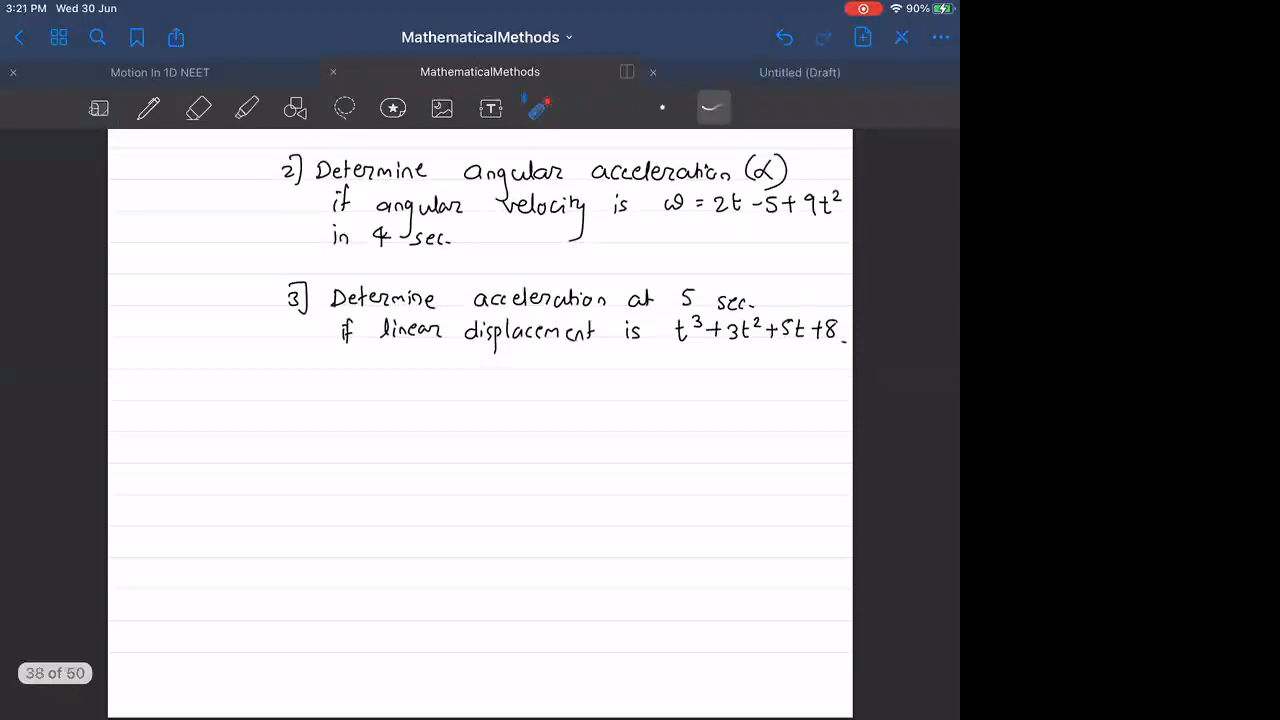 3:21 PM Wed 30 Jun
90%
MathematicalMethods
Motion In 1D NEET
MathematicalMethods
Untitled (Draft)
2] Determine angular acceleration (α)
if angular velocity is ω = 2t - 5 + 9t²
in 4 sec.
3] Determine acceleration at 5 sec.
if linear displacement is t³ + 3t² + 5t + 8.
38 of 50